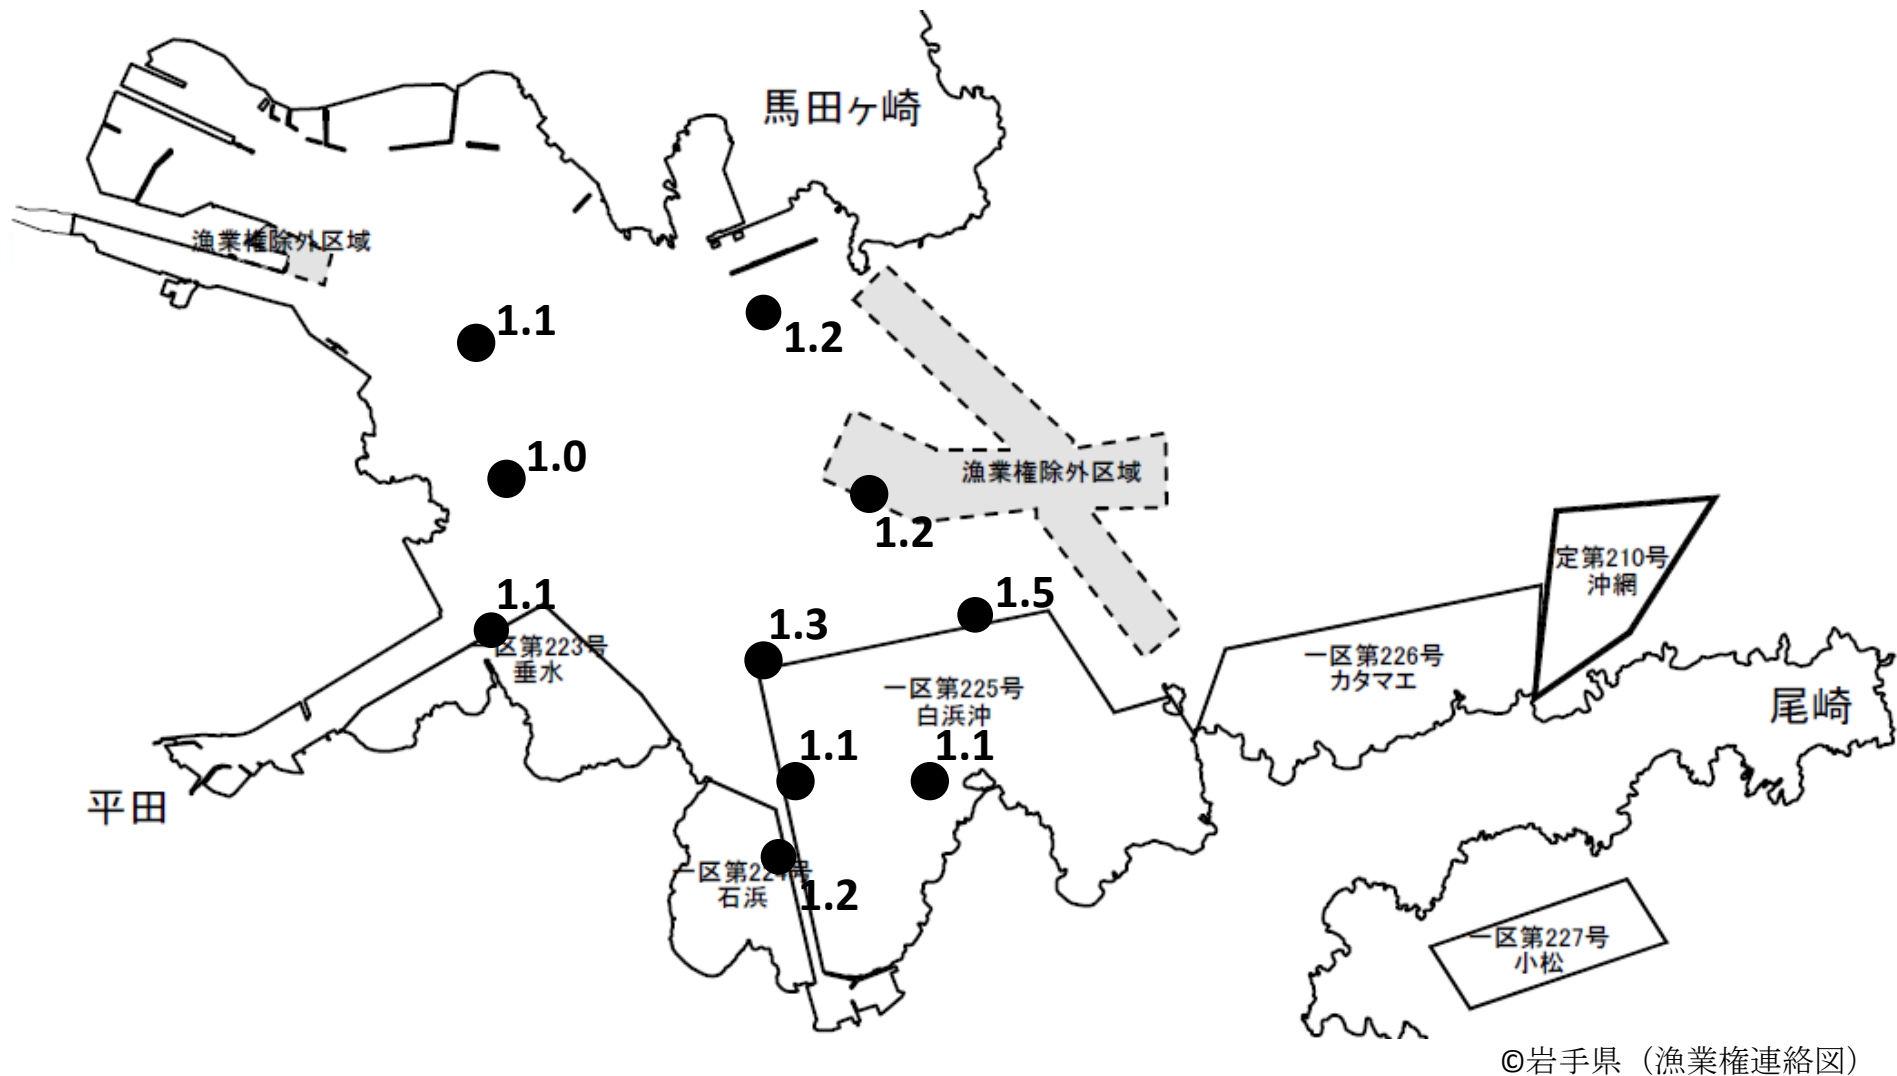 馬田ヶ崎
漁業権除外区域
1.1
1.2
1.0
漁業権除外区域
1.2
定第210号
沖網
1.1
1.5
1.3
一区第223号
垂水
一区第226号
カタマエ
一区第225号
白浜沖
尾崎
1.1
1.1
平田
一区第224号
石浜
1.2
一区第227号
小松
©岩手県（漁業権連絡図）